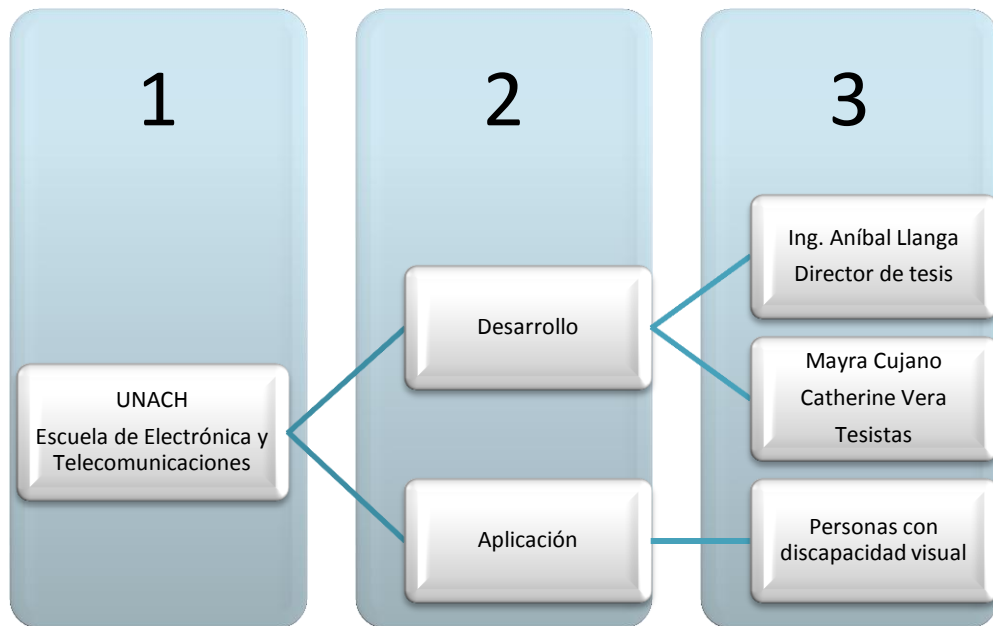 1
2
3
UNACH
Escuela de Electrónica y
Telecomunicaciones
Desarrollo
Aplicación
Ing. Aníbal Llanga
Director de tesis
Mayra Cujano
Catherine Vera
Tesistas
Personas con
discapacidad visual